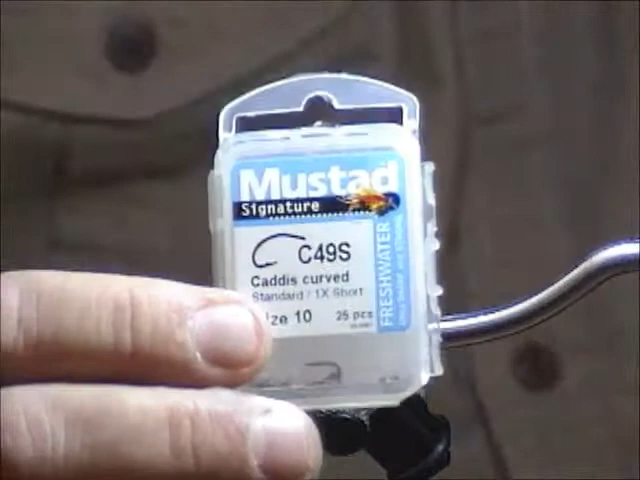 Mustad
Signature
C49S
Caddis curved
Standard / 1X Short
ize 10 25 pcs
FRESHWATER